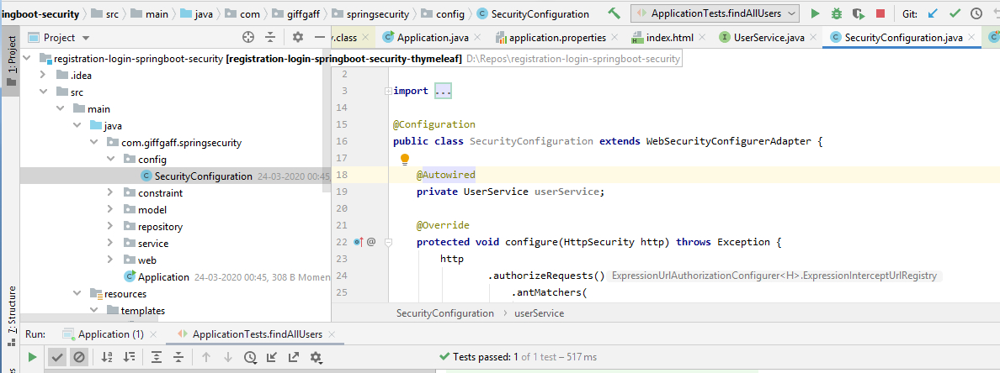 ingboot-security src main java com giffgaff springsecurity config SecurityConfiguration ApplicationTests.findAllUsers Git:
Project y.class Application.java application.properties index.html UserService.java SecurityConfiguration.java
1: Project
7: Structure
registration-login-springboot-security [registration-login-springboot-security-thymeleaf] D:\Repos\registration-login-springboot-security
.idea
src
main
java
com.giffgaff.springsecurity
config
SecurityConfiguration 24-03-2020 00:45,
constraint
model
repository
service
web
Application 24-03-2020 00:45, 308 B Momen
resources
templates
2
3 import ...
14
15 @Configuration
16 public class SecurityConfiguration extends WebSecurityConfigurerAdapter {
17
18 @Autowired
19 private UserService userService;
20
21 @Override
22 @ protected void configure(HttpSecurity http) throws Exception {
23 http
24 .authorizeRequests() ExpressionUrlAuthorizationConfigurer<H>.ExpressionInterceptUrlRegistry
25 .antMatchers(
SecurityConfiguration userService
Run: Application (1) ApplicationTests.findAllUsers
Tests passed: 1 of 1 test – 517 ms